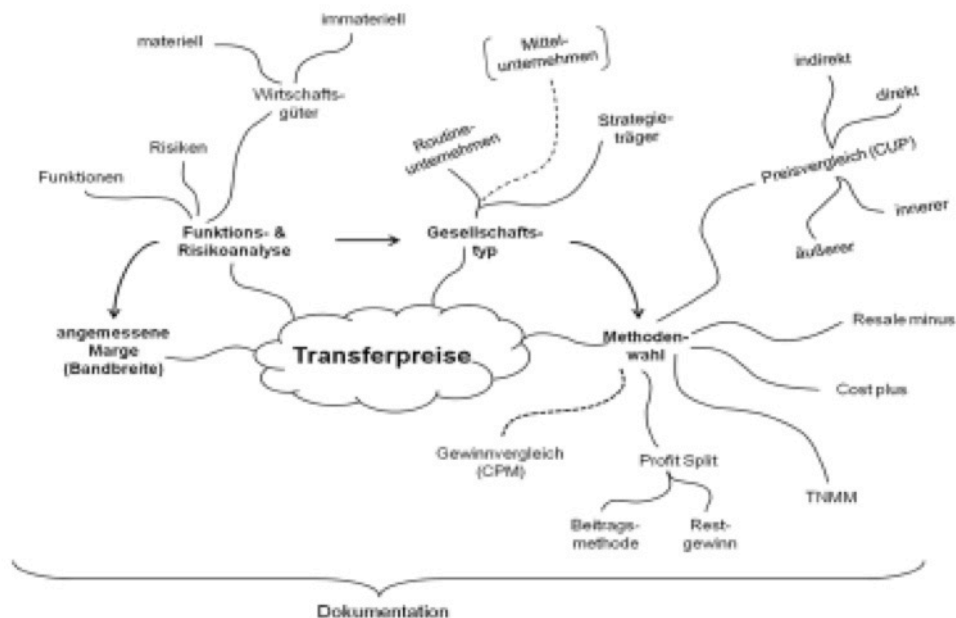 immateriell
materiell
Wirtschafts-
güter
Risiken
Funktionen
Funktions- &
Risikoanalyse
angemessene
Marge
(Bandbreite)
Mittel-
unternehmen
Routine-
unternehmen
Strategie-
träger
Gesellschafts-
typ
Transferpreise
indirekt
direkt
Preisvergleich (CUP)
innerer
äußerer
Methoden-
wahl
Resale minus
Cost plus
TNMM
Gewinnvergleich
(CPM)
Profit Split
Beitrags-
methode
Rest-
gewinn
Dokumentation